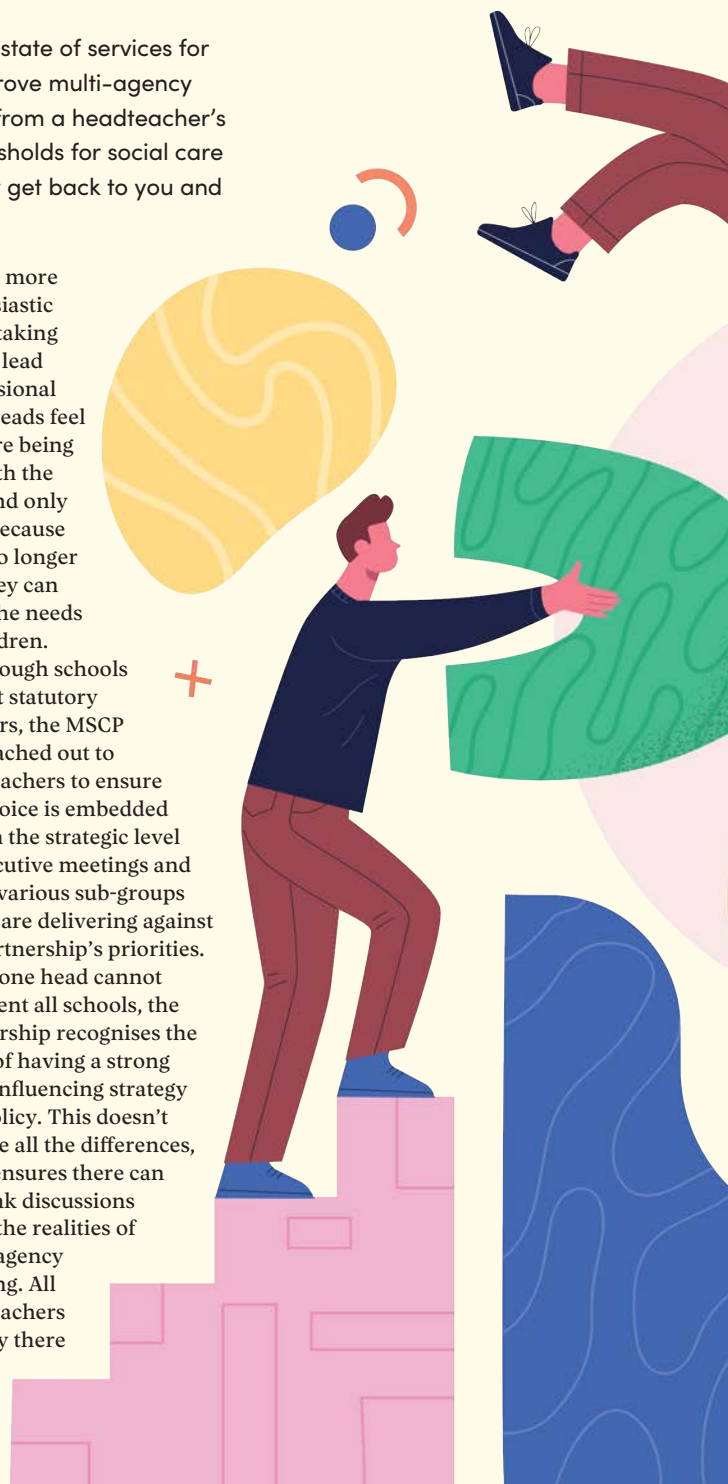 state of services for
rove multi-agency
from a headteacher's
sholds for social care
get back to you and
more
siastic
taking
lead
sional
eads feel
re being
th the
nd only
ecause
o longer
ey can
he needs
dren.
ough schools
t statutory
rs, the MSCP
ached out to
achers to ensure
oice is embedded
n the strategic level
cutive meetings and
various sub-groups
are delivering against
rtnership's priorities.
one head cannot
ent all schools, the
rship recognises the
of having a strong
nfluencing strategy
olicy. This doesn't
e all the differences,
ensures there can
nk discussions
the realities of
agency
ng. All
achers
y there